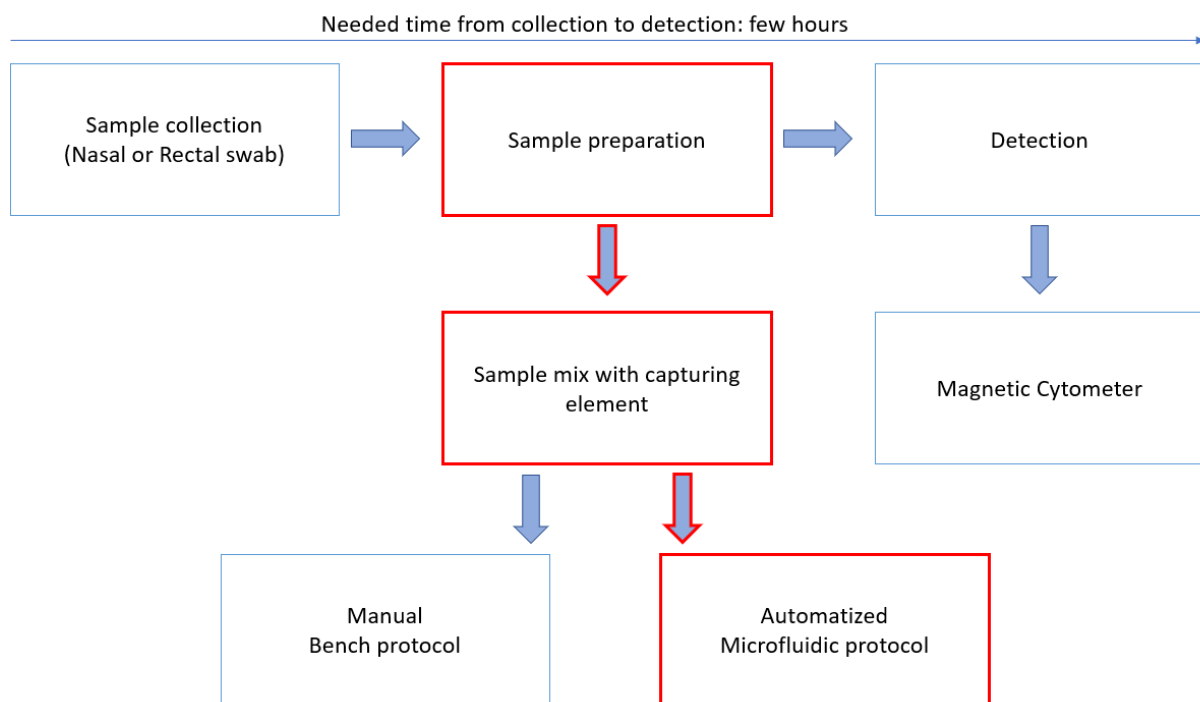 Needed time from collection to detection: few hours
Sample collection
(Nasal or Rectal swab)
Sample preparation
Detection
Sample mix with capturing
element
Magnetic Cytometer
Manual
Bench protocol
Automatized
Microfluidic protocol